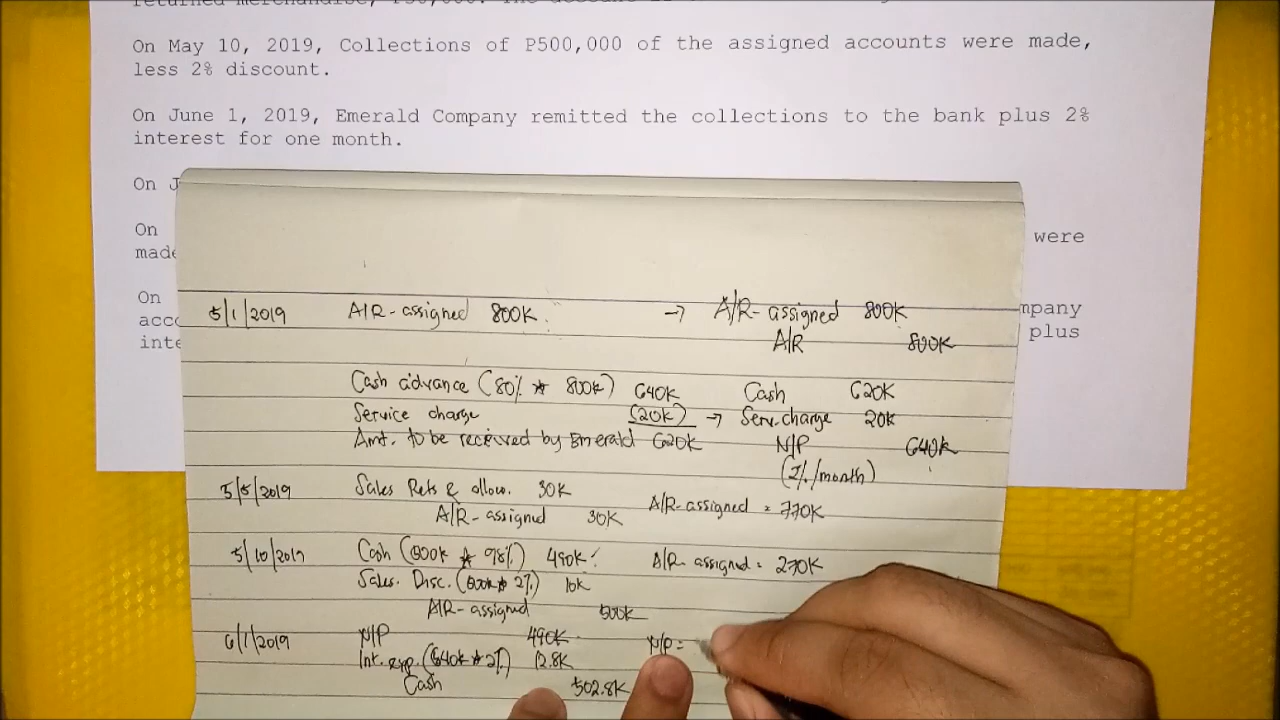 On May 10, 2019, Collections of P500,000 of the assigned accounts were made,
less 2% discount.
On June 1, 2019, Emerald Company remitted the collections to the bank plus 2%
interest for one month.
On J
On were
made
On mpany
acco plus
inte
5/1/2019 A/R-assigned 800K → A/R-assigned 800K
A/R 800K
Cash advance (80% * 800K) 640K Cash 620K
Service charge (20K) → Serv. charge 20K
Amt. to be received by Emerald 620K N/P 640K
(2%/month)
5/5/2019 Sales Rets & allow. 30K
A/R-assigned 30K A/R-assigned = 770K
5/10/2019 Cash (500K * 98%) 490K A/R-assigned = 270K
Sales. Disc. (500K * 2%) 10K
A/R-assigned 500K
6/1/2019 N/P 490K N/P =
Int. exp. (640K * 2%) 12.8K
Cash 502.8K